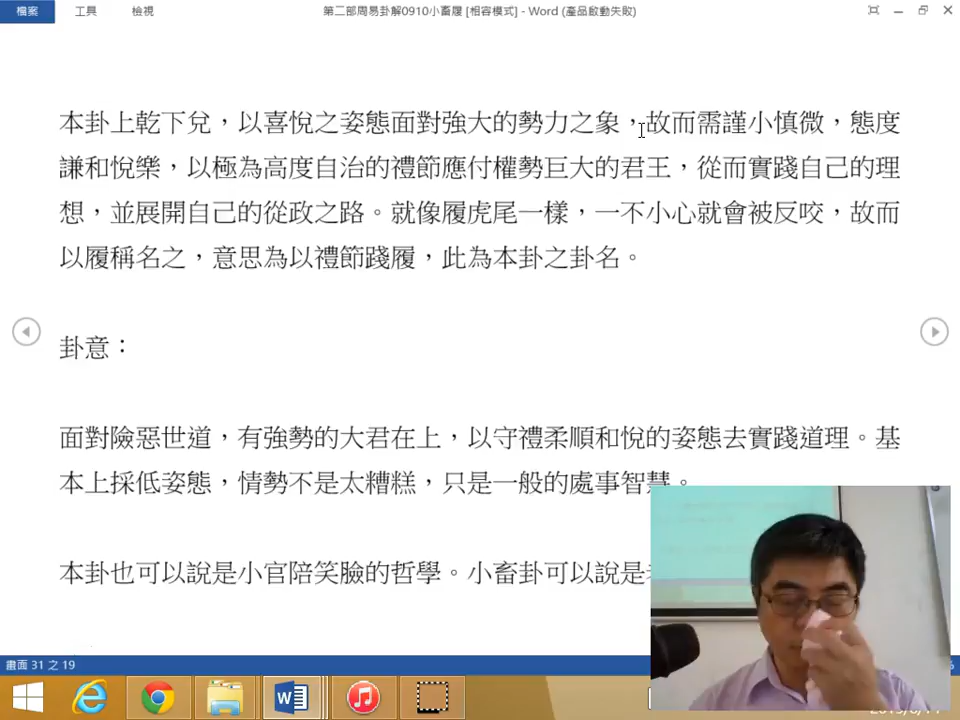 檔案 工具 檢視 第二部周易卦解0910小畜履 [相容模式] - Word (產品啟動失敗)
本卦上乾下兌，以喜悅之姿態面對強大的勢力之象，故而需謹小慎微，態度
謙和悅樂，以極為高度自治的禮節應付權勢巨大的君王，從而實踐自己的理
想，並展開自己的從政之路。就像履虎尾一樣，一不小心就會被反咬，故而
以履稱名之，意思為以禮節踐履，此為本卦之卦名。
卦意：
面對險惡世道，有強勢的大君在上，以守禮柔順和悅的姿態去實踐道理。基
本上採低姿態，情勢不是太糟糕，只是一般的處事智慧。
本卦也可以說是小官陪笑臉的哲學。小畜卦可以說是
畫面 31 之 19